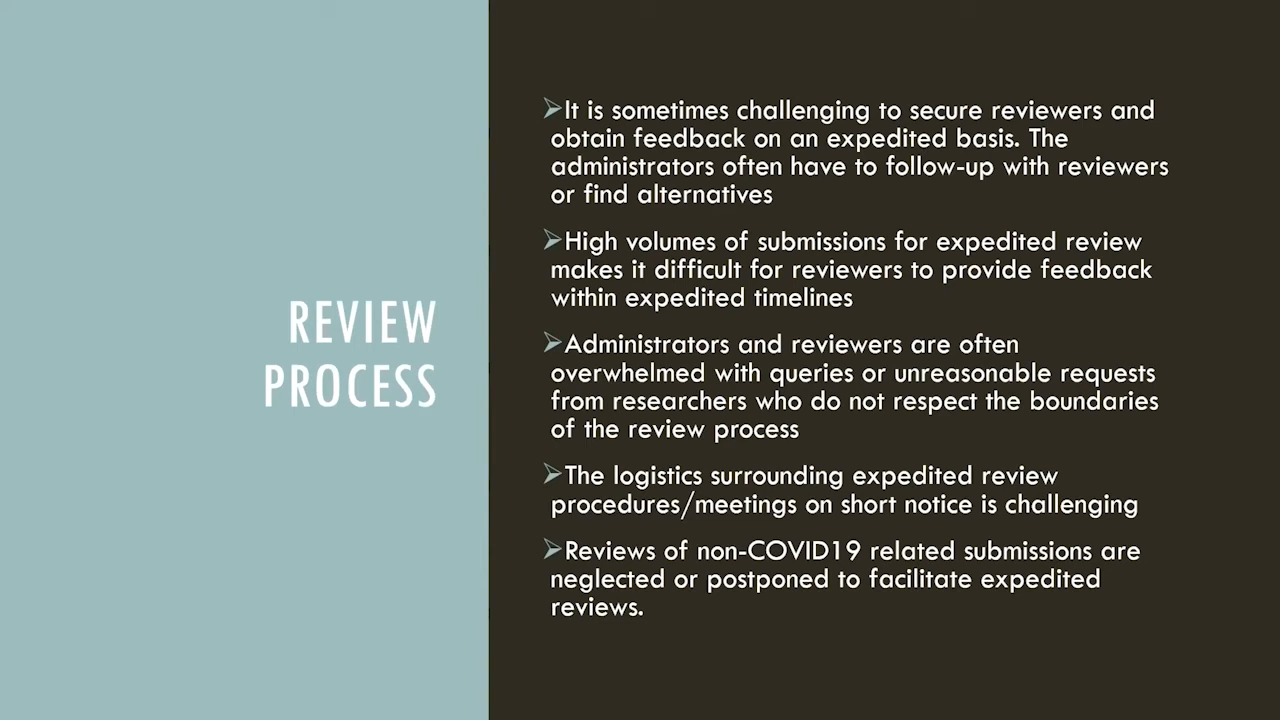 REVIEW
PROCESS
➢It is sometimes challenging to secure reviewers and
obtain feedback on an expedited basis. The
administrators often have to follow-up with reviewers
or find alternatives
➢High volumes of submissions for expedited review
makes it difficult for reviewers to provide feedback
within expedited timelines
➢Administrators and reviewers are often
overwhelmed with queries or unreasonable requests
from researchers who do not respect the boundaries
of the review process
➢The logistics surrounding expedited review
procedures/meetings on short notice is challenging
➢Reviews of non-COVID19 related submissions are
neglected or postponed to facilitate expedited
reviews.